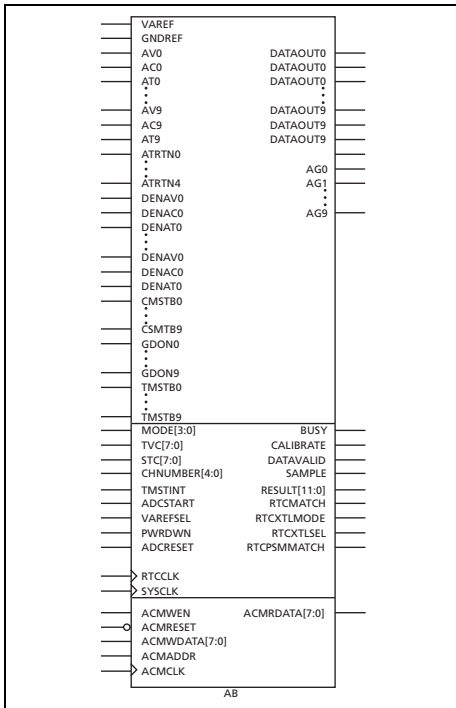 VAREF
GNDREF
AV0 DATAOUT0
AC0 DATAOUT0
AT0 DATAOUT0
AV9 DATAOUT9
AC9 DATAOUT9
AT9 DATAOUT9
ATRTN0
AG0
ATRTN4 AG1
DENAV0
DENAC0 AG9
DENAT0
DENAV0
DENAC0
DENAT0
CMSTB0
CSMTB9
GDON0
GDON9
TMSTB0
TMSTB9
MODE[3:0] BUSY
TVC[7:0] CALIBRATE
STC[7:0] DATAVALID
CHNUMBER[4:0] SAMPLE
TMSTINT RESULT[11:0]
ADCSTART RTCMATCH
VAREFSEL RTCXTLMODE
PWRDWN RTCXTLSEL
ADCRESET RTCPSMMATCH
RTCCLK
SYSCLK
ACMWEN ACMRDATA[7:0]
ACMRESET
ACMWDATA[7:0]
ACMADDR
ACMCLK
AB